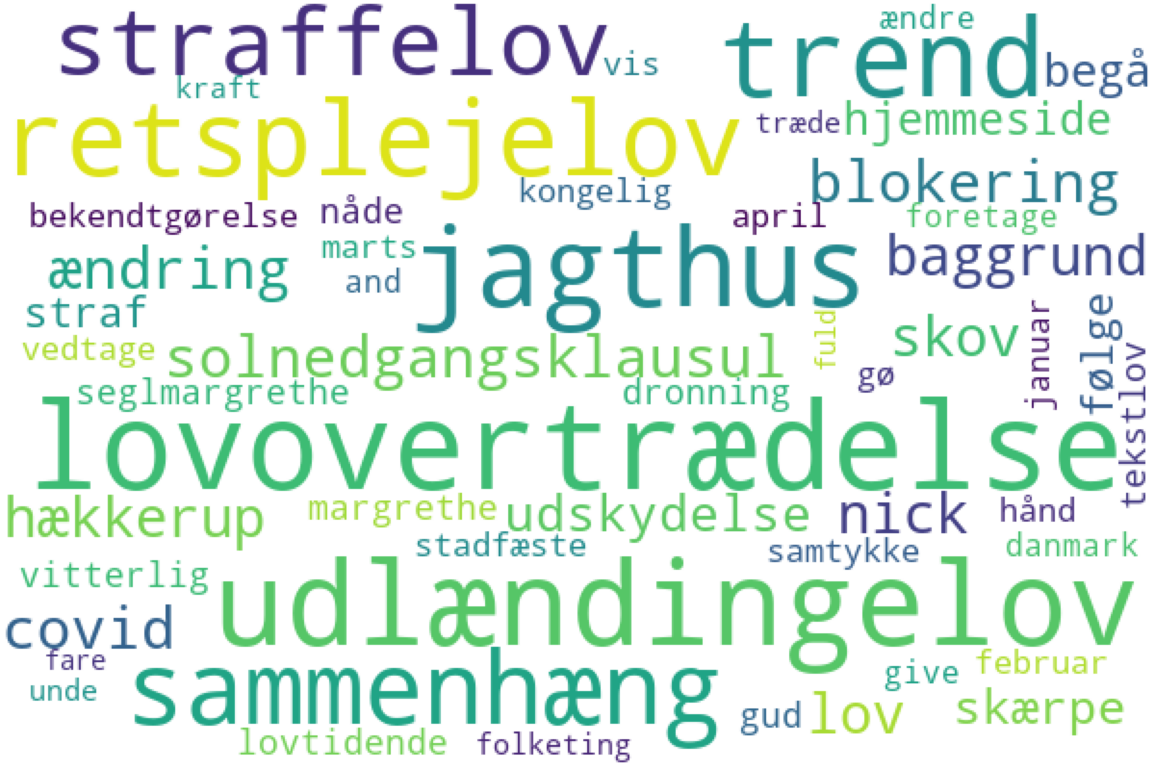 straffelov
vis
trend
ændre
begå
kraft
retsplejelov
træde
hjemmeside
kongelig
blokering
bekendtgørelse
nåde
april
foretage
ændring
marts
and
jagthus
baggrund
straf
vedtage
solnedgangsklausul
fuld
skov
januar
følge
tekstlov
seglmargrethe
dronning
gø
lovovertrædelse
hækkerup
margrethe
udskydelse
nick
hånd
stadfæste
samtykke
danmark
vitterlig
udlændingelov
covid
fare
unde
sammenhæng
give
februar
gud
lov
skærpe
lovtidende
folketing